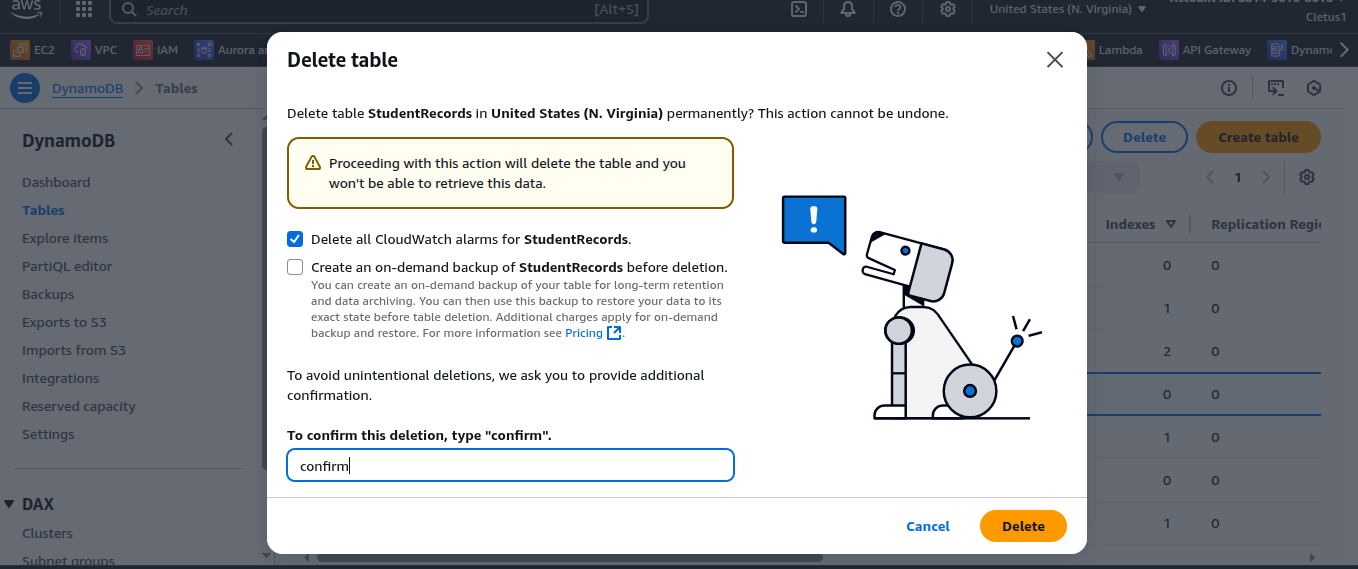 aws
Search
[Alt+S]
United States (N. Virginia)
Cletus1
EC2
VPC
IAM
Aurora
Lambda
API Gateway
DynamoDB
Tables
DynamoDB
Dashboard
Tables
Explore items
PartiQL editor
Backups
Exports to S3
Imports from S3
Integrations
Reserved capacity
Settings
DAX
Clusters
Subnet groups
Delete table
Delete table StudentRecords in United States (N. Virginia) permanently? This action cannot be undone.
Proceeding with this action will delete the table and you
won't be able to retrieve this data.
Delete all CloudWatch alarms for StudentRecords.
Create an on-demand backup of StudentRecords before deletion.
You can create an on-demand backup of your table for long-term retention
and data archiving. You can then use this backup to restore your data to its
exact state before table deletion. Additional charges apply for on-demand
backup and restore. For more information see Pricing.
To avoid unintentional deletions, we ask you to provide additional
confirmation.
To confirm this deletion, type "confirm".
confirm
Cancel
Delete
!
Delete
Create table
1
Indexes
Replication Regi
0 0
1 0
2 0
0 0
1 0
0 0
1 0